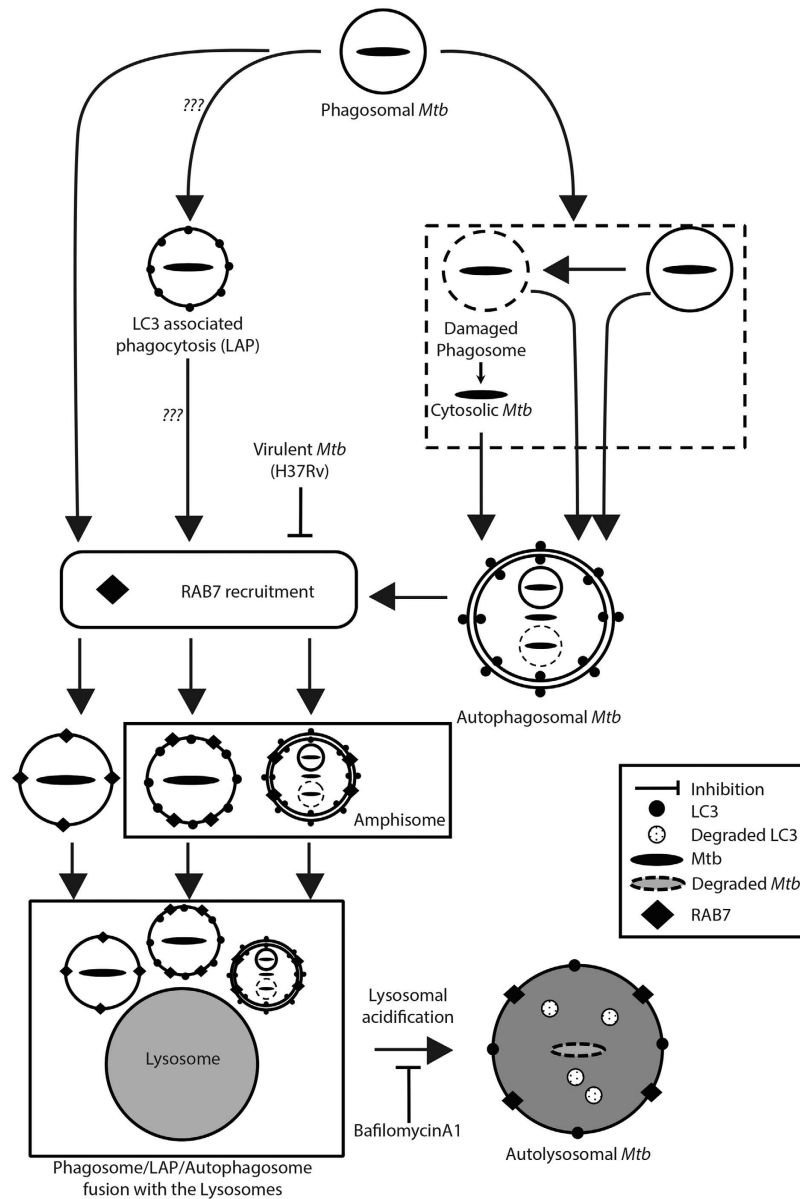 Phagosomal Mtb
???
LC3 associated
phagocytosis (LAP)
Damaged
Phagosome
Cytosolic Mtb
???
Virulent Mtb
(H37Rv)
RAB7 recruitment
Autophagosomal Mtb
Amphisome
Inhibition
LC3
Degraded LC3
Mtb
Degraded Mtb
RAB7
Lysosome
Lysosomal
acidification
BafilomycinA1
Autolysosomal Mtb
Phagosome/LAP/Autophagosome
fusion with the Lysosomes